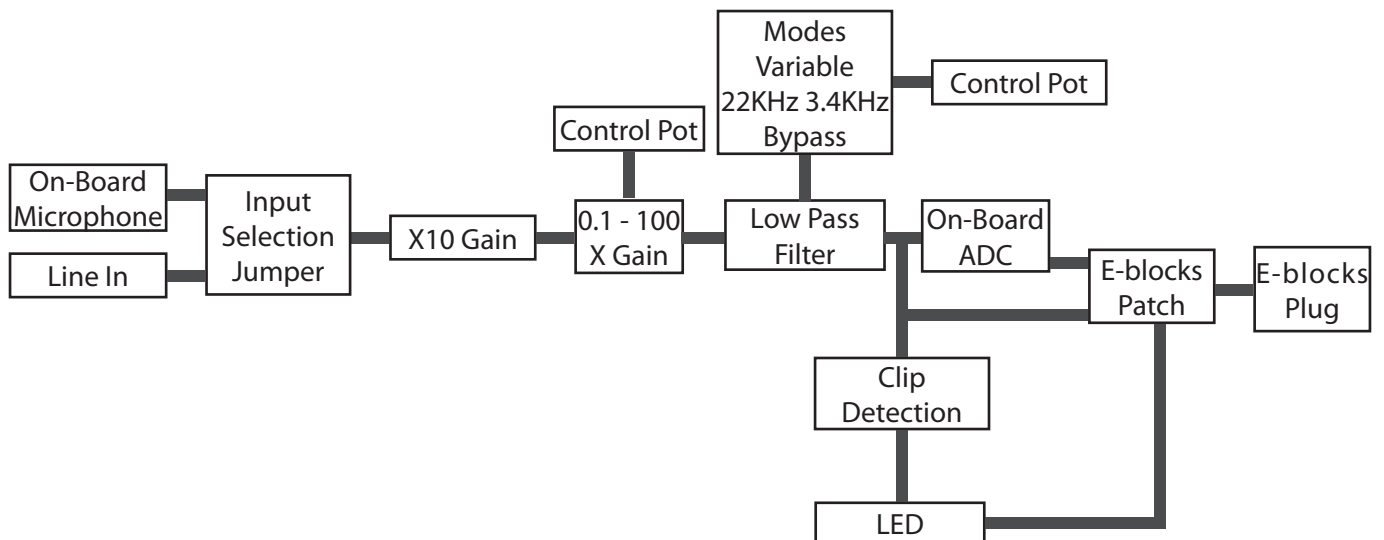 Modes
Variable
22KHz 3.4KHz
Bypass
Control Pot
Control Pot
On-Board
Microphone
Line In
Input
Selection
Jumper
X10 Gain
0.1 - 100
X Gain
Low Pass
Filter
On-Board
ADC
E-blocks
Patch
E-blocks
Plug
Clip
Detection
LED